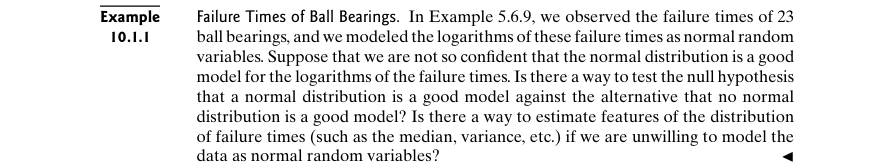 Example
10.1.1
Failure Times of Ball Bearings. In Example 5.6.9, we observed the failure times of 23
ball bearings, and we modeled the logarithms of these failure times as normal random
variables. Suppose that we are not so confident that the normal distribution is a good
model for the logarithms of the failure times. Is there a way to test the null hypothesis
that a normal distribution is a good model against the alternative that no normal
distribution is a good model? Is there a way to estimate features of the distribution
of failure times (such as the median, variance, etc.) if we are unwilling to model the
data as normal random variables?